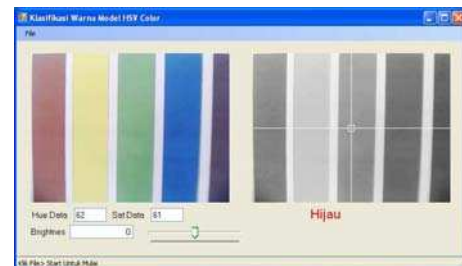 Klasifikasi Warna Model HSV Color
File
Hue Data 62 Sat Data 61
Hijau
Brightnes 0
Klik File> Start Untuk Mulai